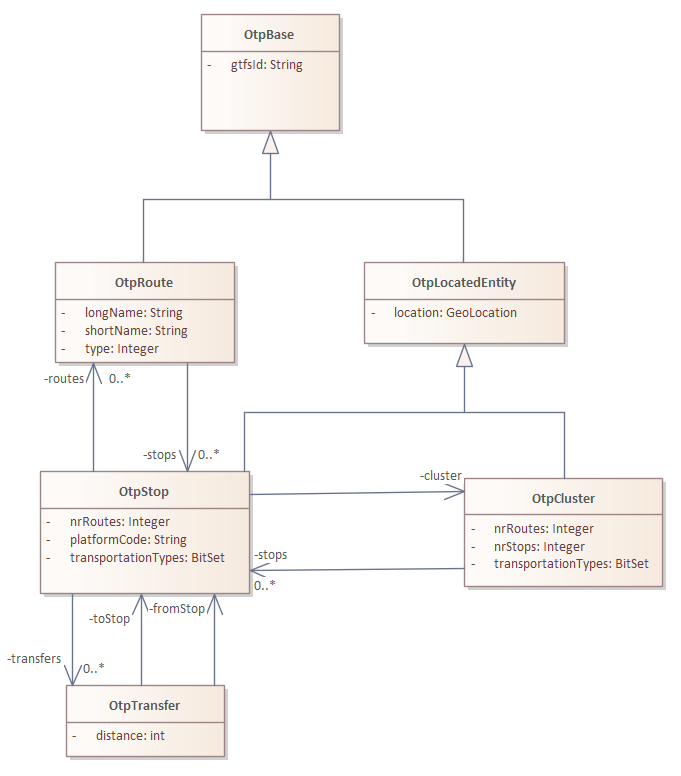 OtpBase
- gtfsId: String
OtpRoute
- longName: String
- shortName: String
- type: Integer
OtpLocatedEntity
- location: GeoLocation
-routes 0..*
-stops 0..*
OtpStop
- nrRoutes: Integer
- platformCode: String
- transportationTypes: BitSet
-cluster
OtpCluster
- nrRoutes: Integer
- nrStops: Integer
- transportationTypes: BitSet
-stops
0..*
-toStop
-fromStop
-transfers 0..*
OtpTransfer
- distance: int